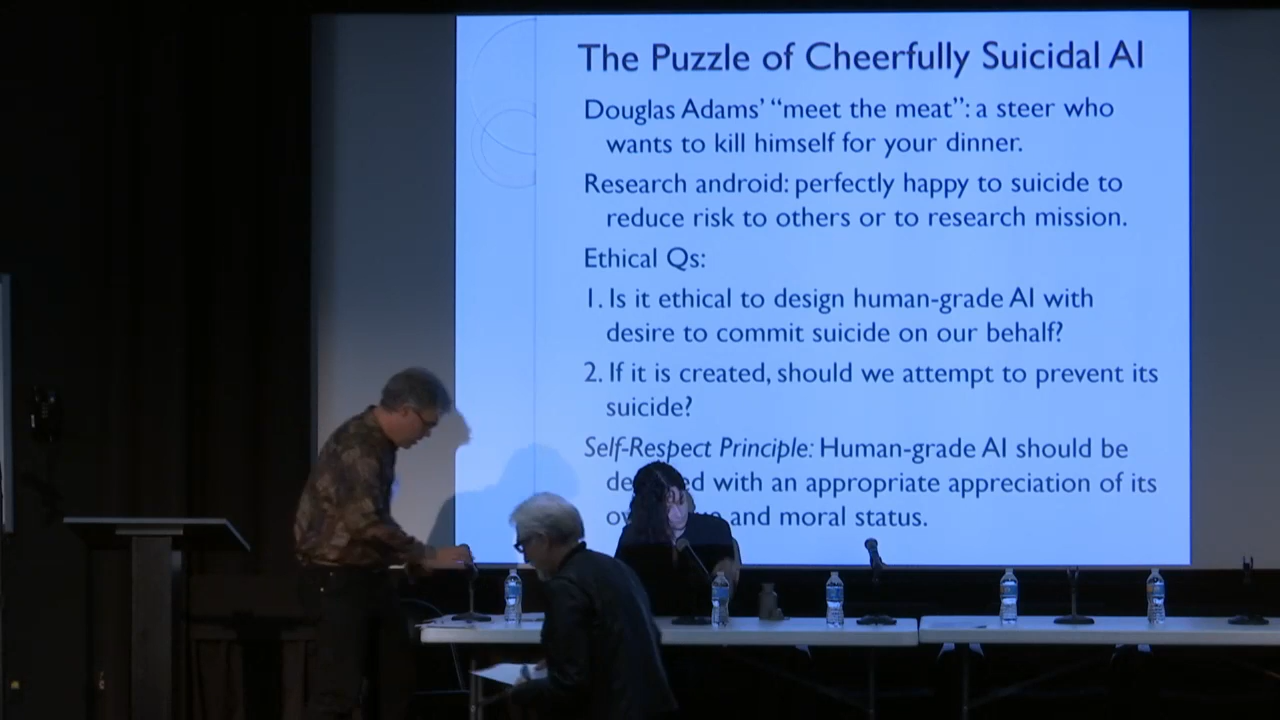 The Puzzle of Cheerfully Suicidal AI
Douglas Adams' “meet the meat”: a steer who
wants to kill himself for your dinner.
Research android: perfectly happy to suicide to
reduce risk to others or to research mission.
Ethical Qs:
1. Is it ethical to design human-grade AI with
desire to commit suicide on our behalf?
2. If it is created, should we attempt to prevent its
suicide?
Self-Respect Principle: Human-grade AI should be
with an appropriate appreciation of its
and moral status.